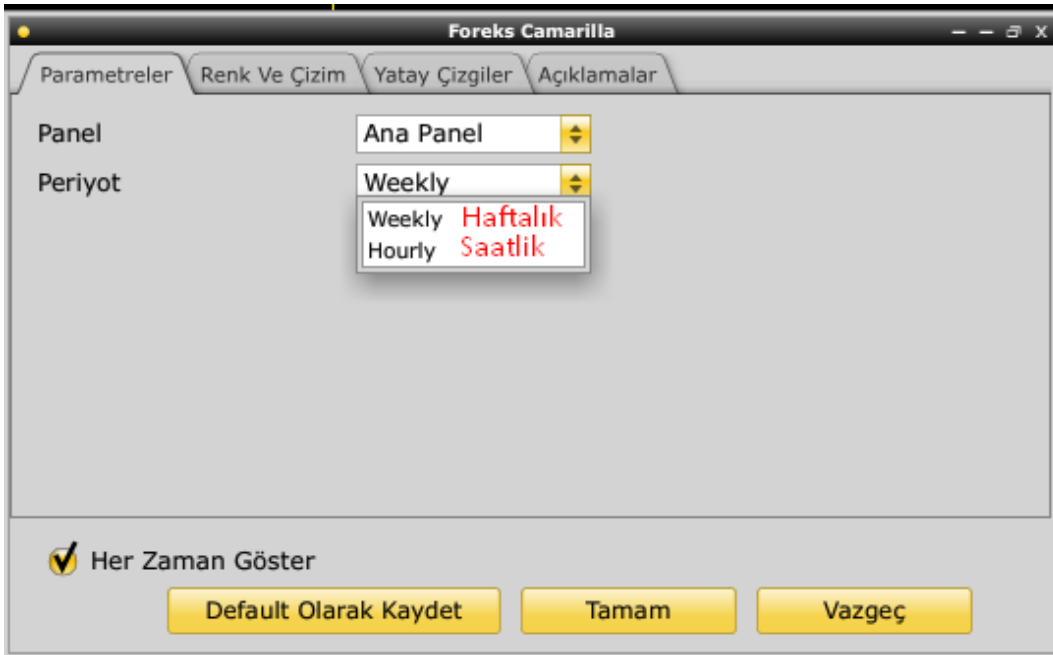 Foreks Camarilla
Parametreler Renk Ve Çizim Yatay Çizgiler Açıklamalar
Panel Ana Panel
Periyot Weekly
Weekly Haftalık
Hourly Saatlik
Her Zaman Göster
Default Olarak Kaydet Tamam Vazgeç